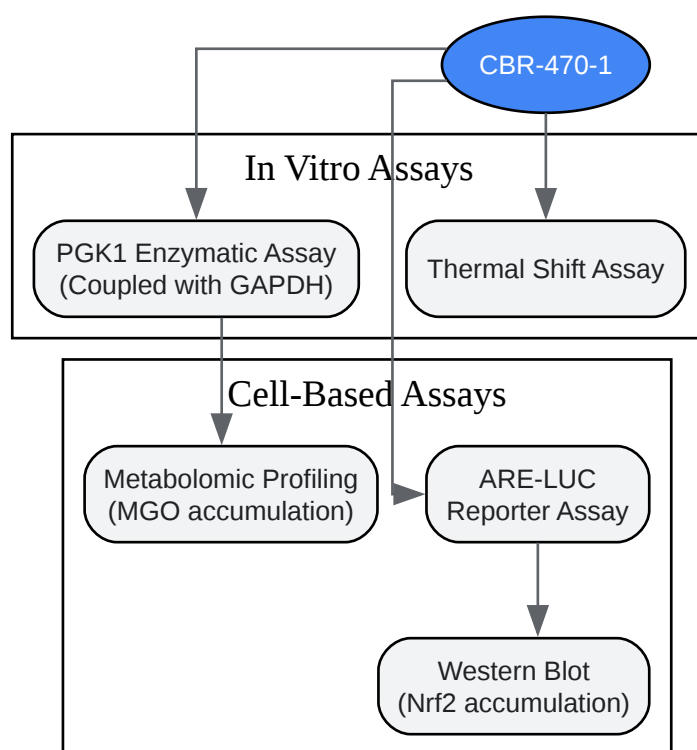 CBR-470-1
In Vitro Assays
PGK1 Enzymatic Assay
(Coupled with GAPDH)
Thermal Shift Assay
Cell-Based Assays
Metabolomic Profiling
(MGO accumulation)
ARE-LUC
Reporter Assay
Western Blot
(Nrf2 accumulation)